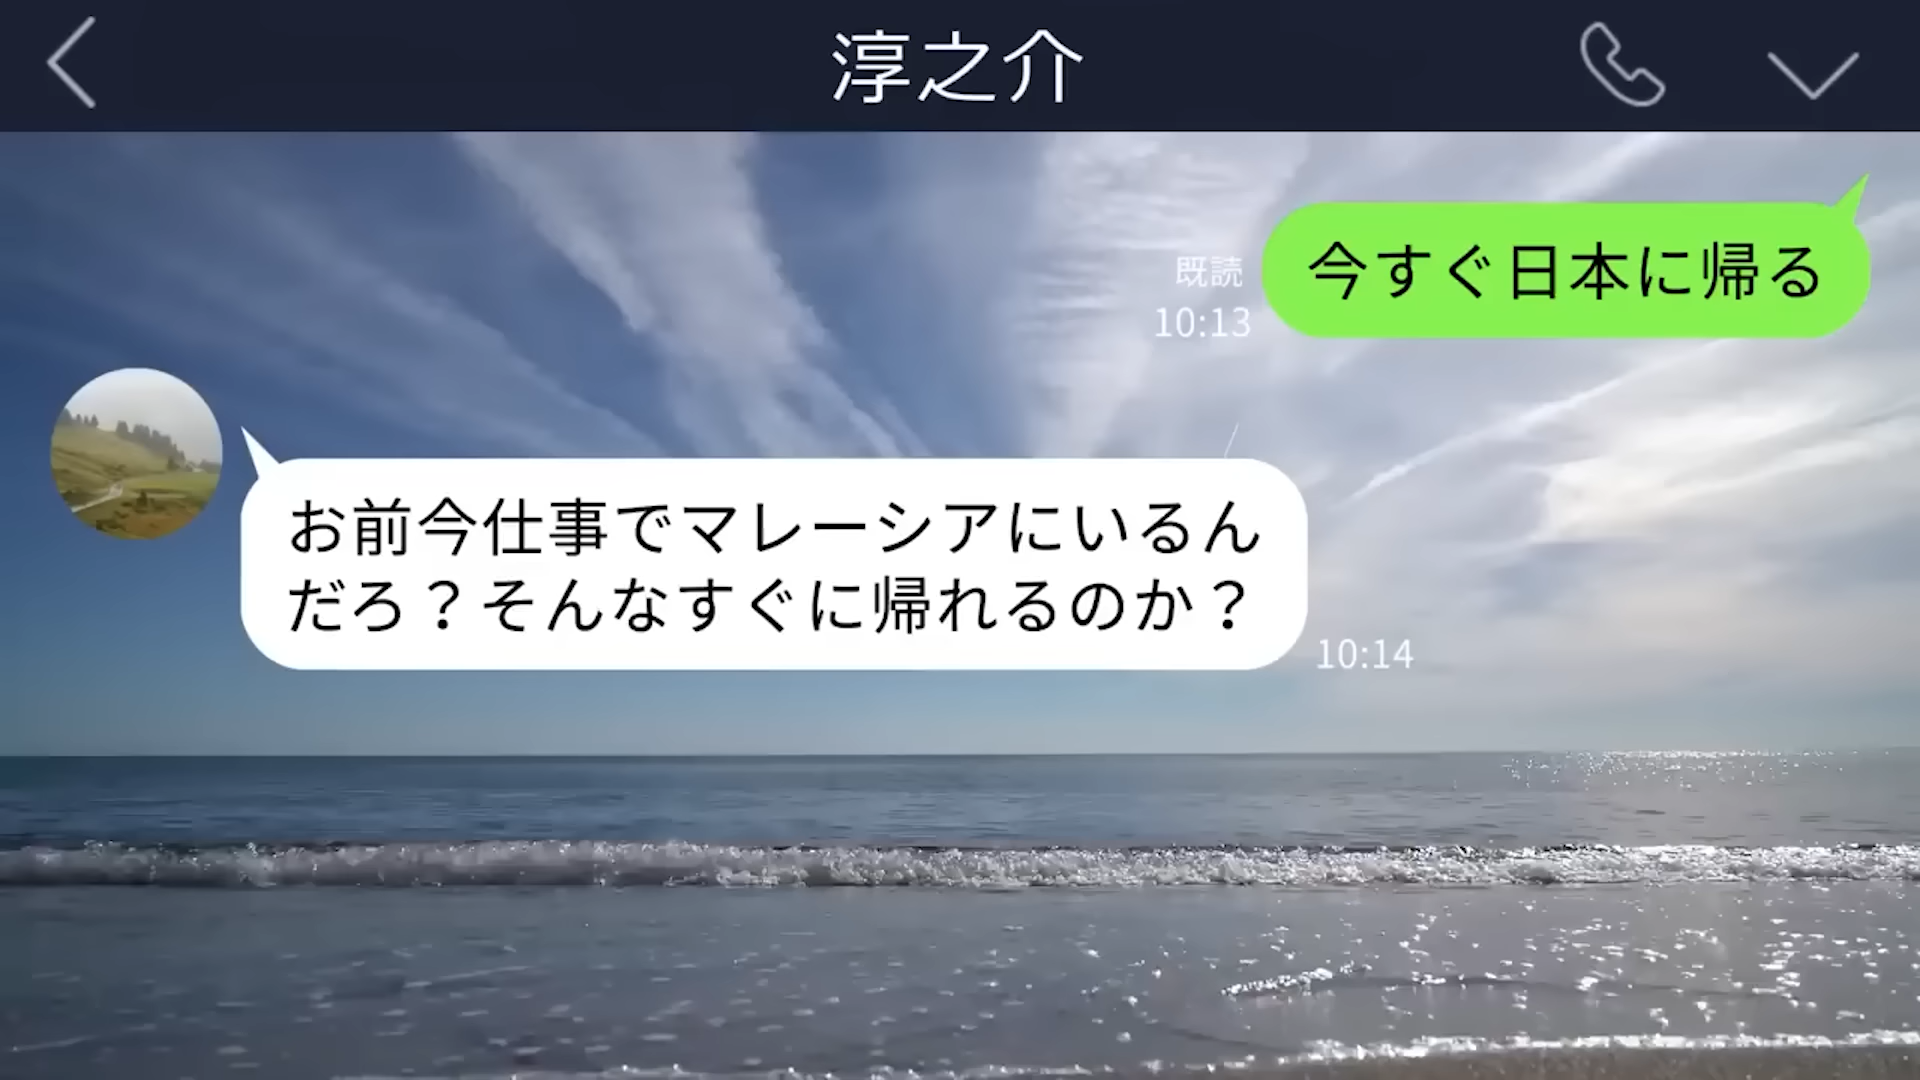 淳之介
今すぐ日本に帰る
既読
10:13
お前今仕事でマレーシアにいるん
だろ？そんなすぐに帰れるのか？
10:14